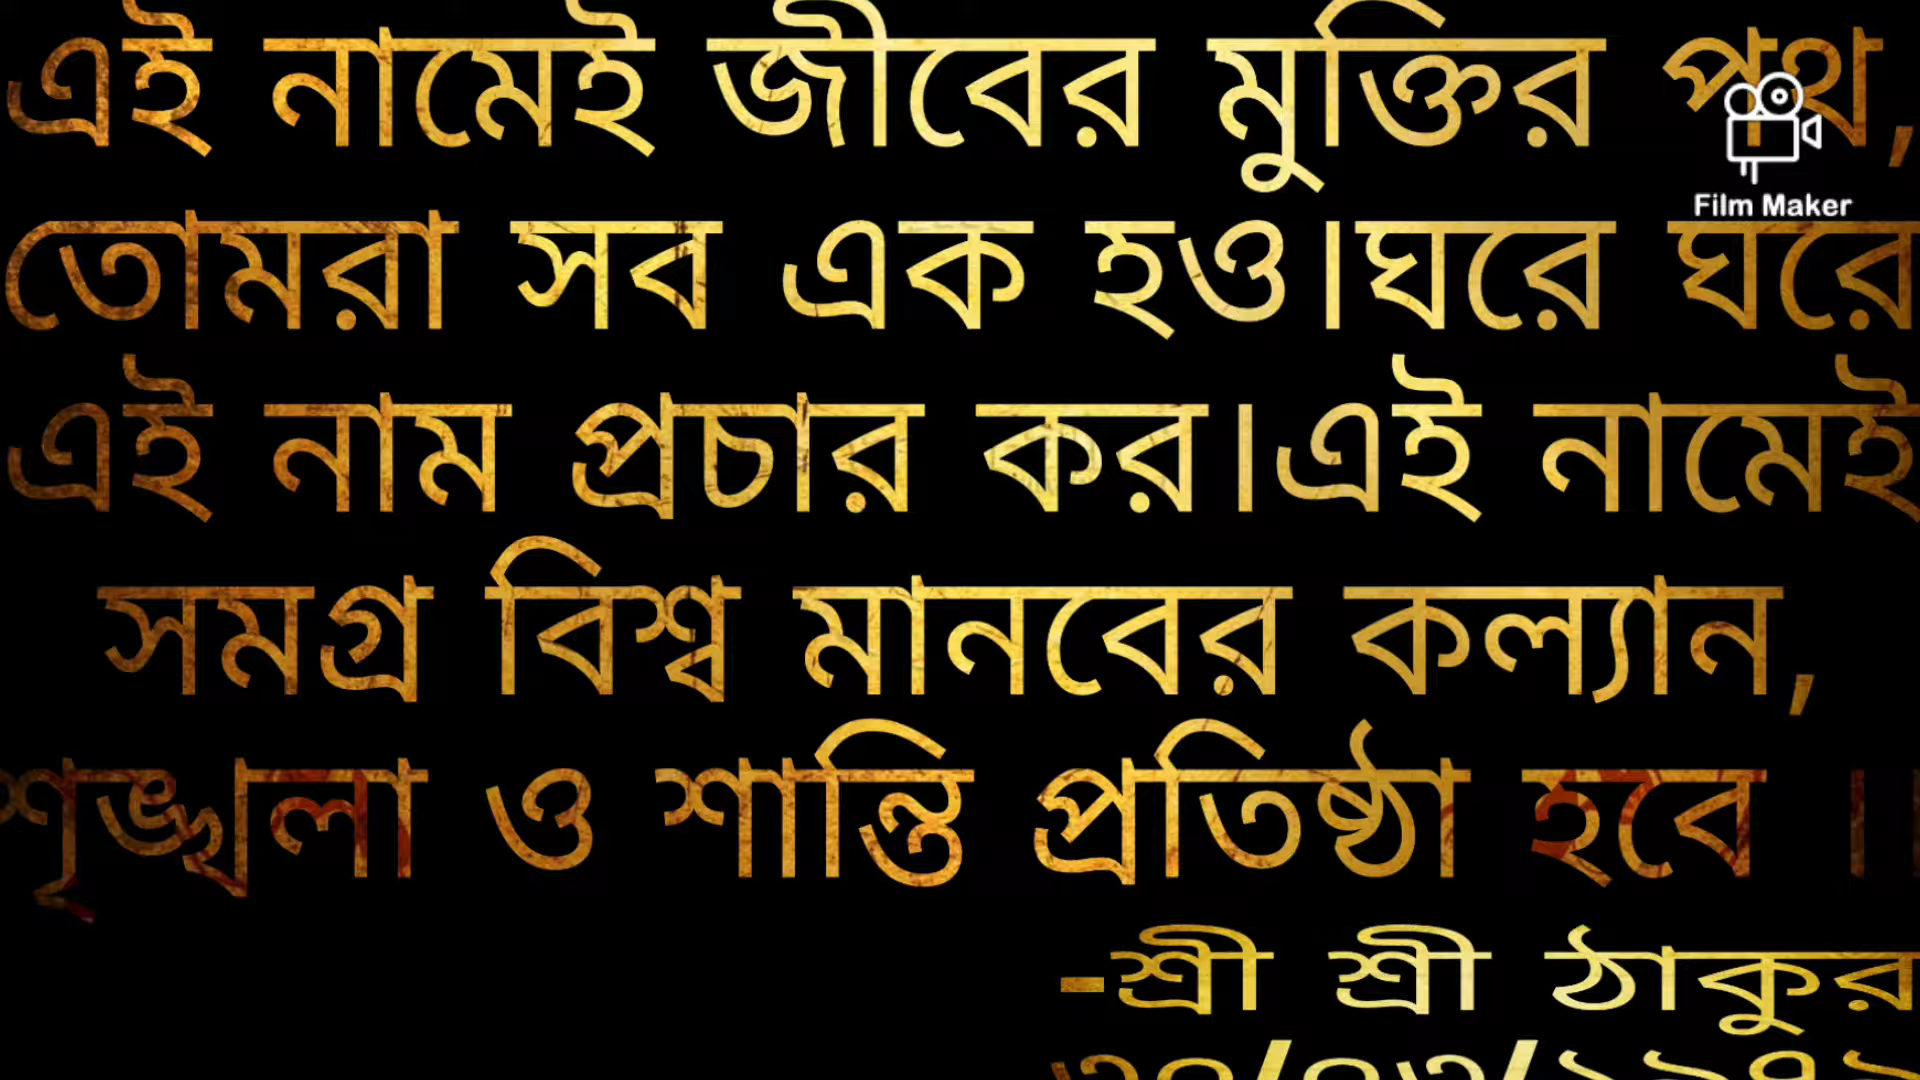 এই নামেই জীবের মুক্তির পথ,
Film Maker
তোমরা সব এক হও।ঘরে ঘরে
এই নাম প্রচার কর।এই নামেই
সমগ্র বিশ্ব মানবের কল্যান,
শৃঙ্খলা ও শান্তি প্রতিষ্ঠা হবে ।।
-শ্রী শ্রী ঠাকুর